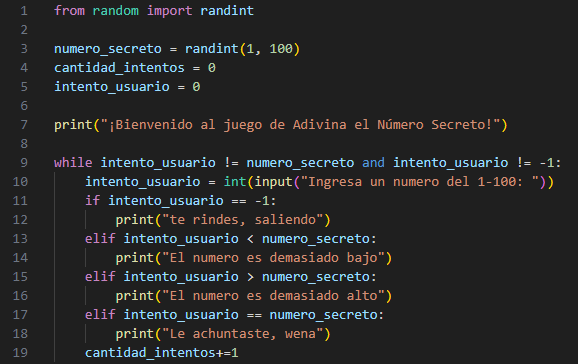 1 from random import randint
2
3 numero_secreto = randint(1, 100)
4 cantidad_intentos = 0
5 intento_usuario = 0
6
7 print("¡Bienvenido al juego de Adivina el Número Secreto!")
8
9 while intento_usuario != numero_secreto and intento_usuario != -1:
10     intento_usuario = int(input("Ingresa un numero del 1-100: "))
11     if intento_usuario == -1:
12         print("te rindes, saliendo")
13     elif intento_usuario < numero_secreto:
14         print("El numero es demasiado bajo")
15     elif intento_usuario > numero_secreto:
16         print("El numero es demasiado alto")
17     elif intento_usuario == numero_secreto:
18         print("Le achuntaste, wena")
19     cantidad_intentos+=1